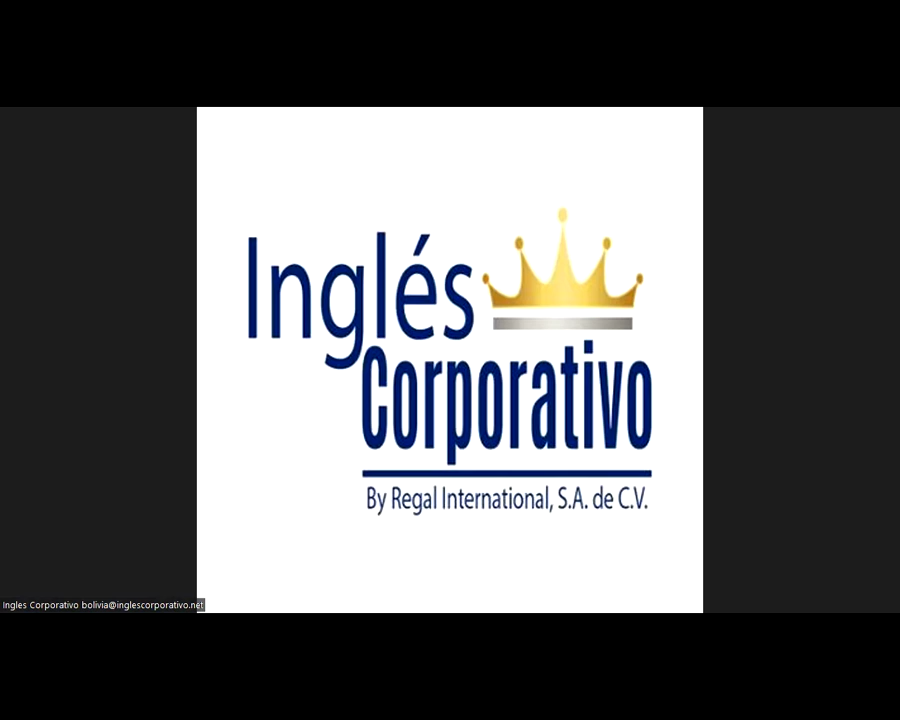 Inglés
Corporativo
By Regal International, S.A. de C.V.
Ingles Corporativo bolivia@inglescorporativo.net